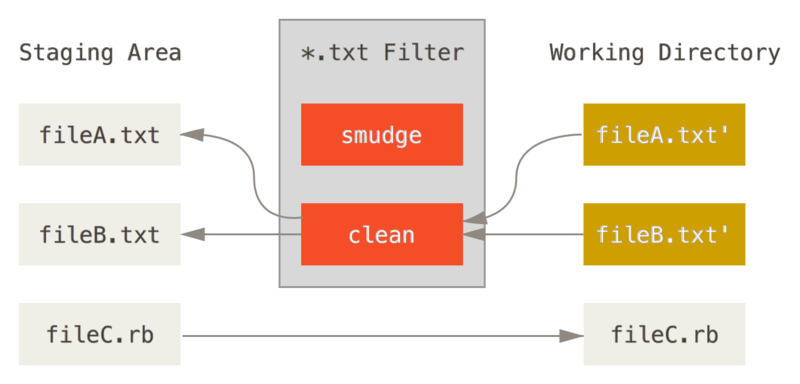 Staging Area
*.txt Filter
Working Directory
fileA.txt
smudge
fileA.txt'
fileB.txt
clean
fileB.txt'
fileC.rb
fileC.rb